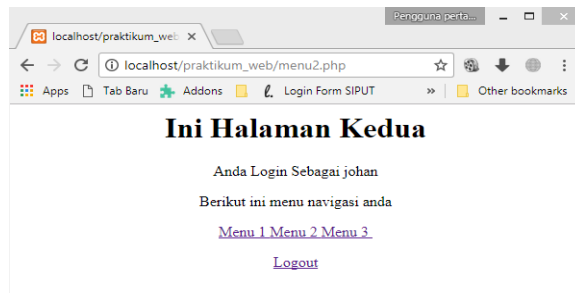 Pengguna perta...
localhost/praktikum_web
localhost/praktikum_web/menu2.php
Apps Tab Baru Addons Login Form SIPUT » Other bookmarks
Ini Halaman Kedua
Anda Login Sebagai johan
Berikut ini menu navigasi anda
Menu 1 Menu 2 Menu 3
Logout